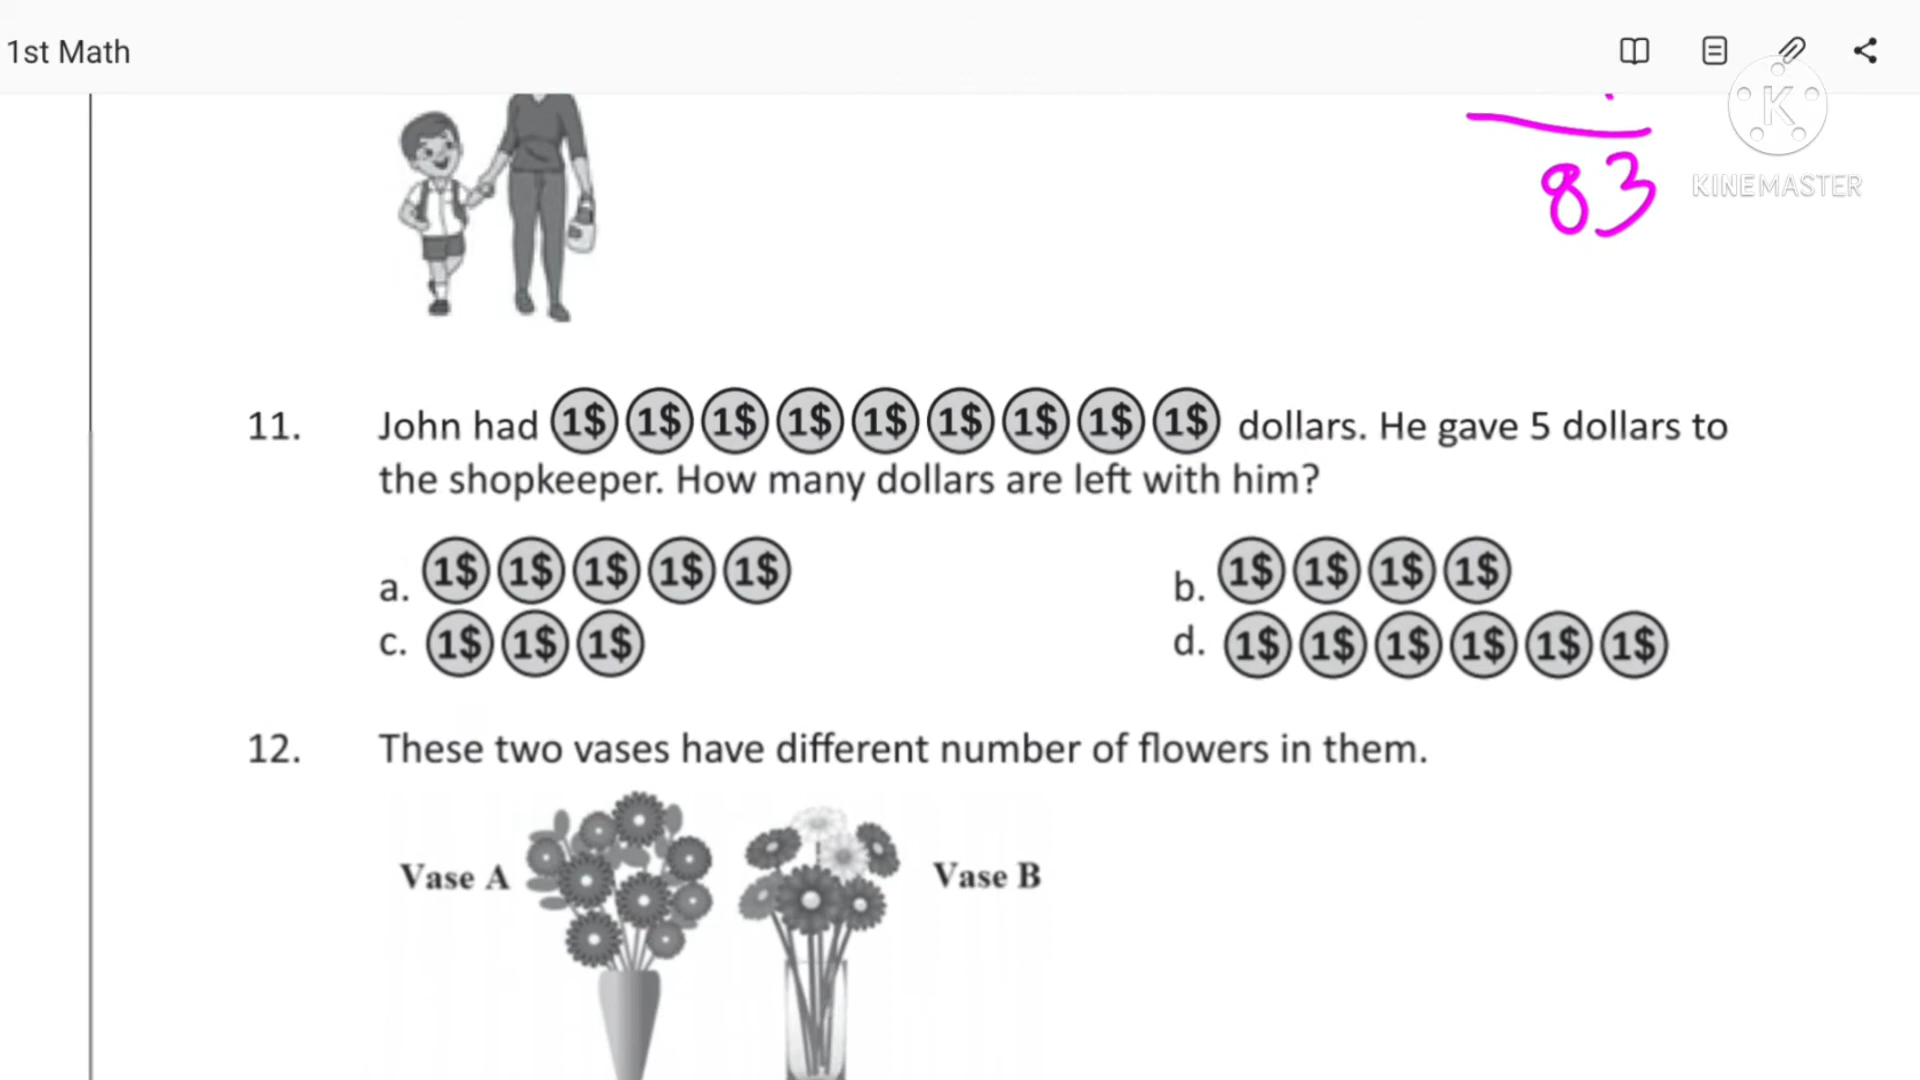 1st Math
K
KINEMASTER
83
11. John had 1$ 1$ 1$ 1$ 1$ 1$ 1$ 1$ 1$ dollars. He gave 5 dollars to
the shopkeeper. How many dollars are left with him?
a. 1$ 1$ 1$ 1$ 1$ b. 1$ 1$ 1$ 1$
c. 1$ 1$ 1$ d. 1$ 1$ 1$ 1$ 1$ 1$
12. These two vases have different number of flowers in them.
Vase A Vase B